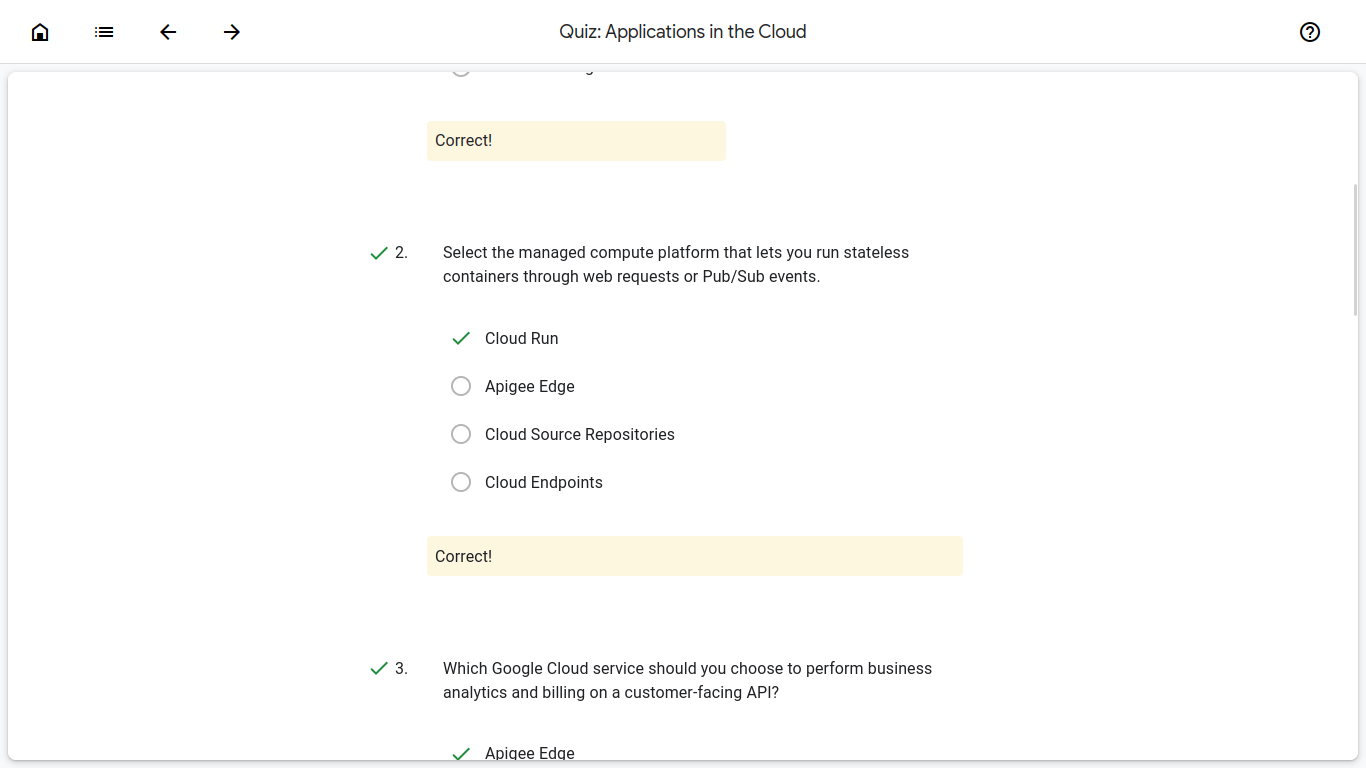 Quiz: Applications in the Cloud
Correct!
2. Select the managed compute platform that lets you run stateless
containers through web requests or Pub/Sub events.
Cloud Run
Apigee Edge
Cloud Source Repositories
Cloud Endpoints
Correct!
3. Which Google Cloud service should you choose to perform business
analytics and billing on a customer-facing API?
Apigee Edge